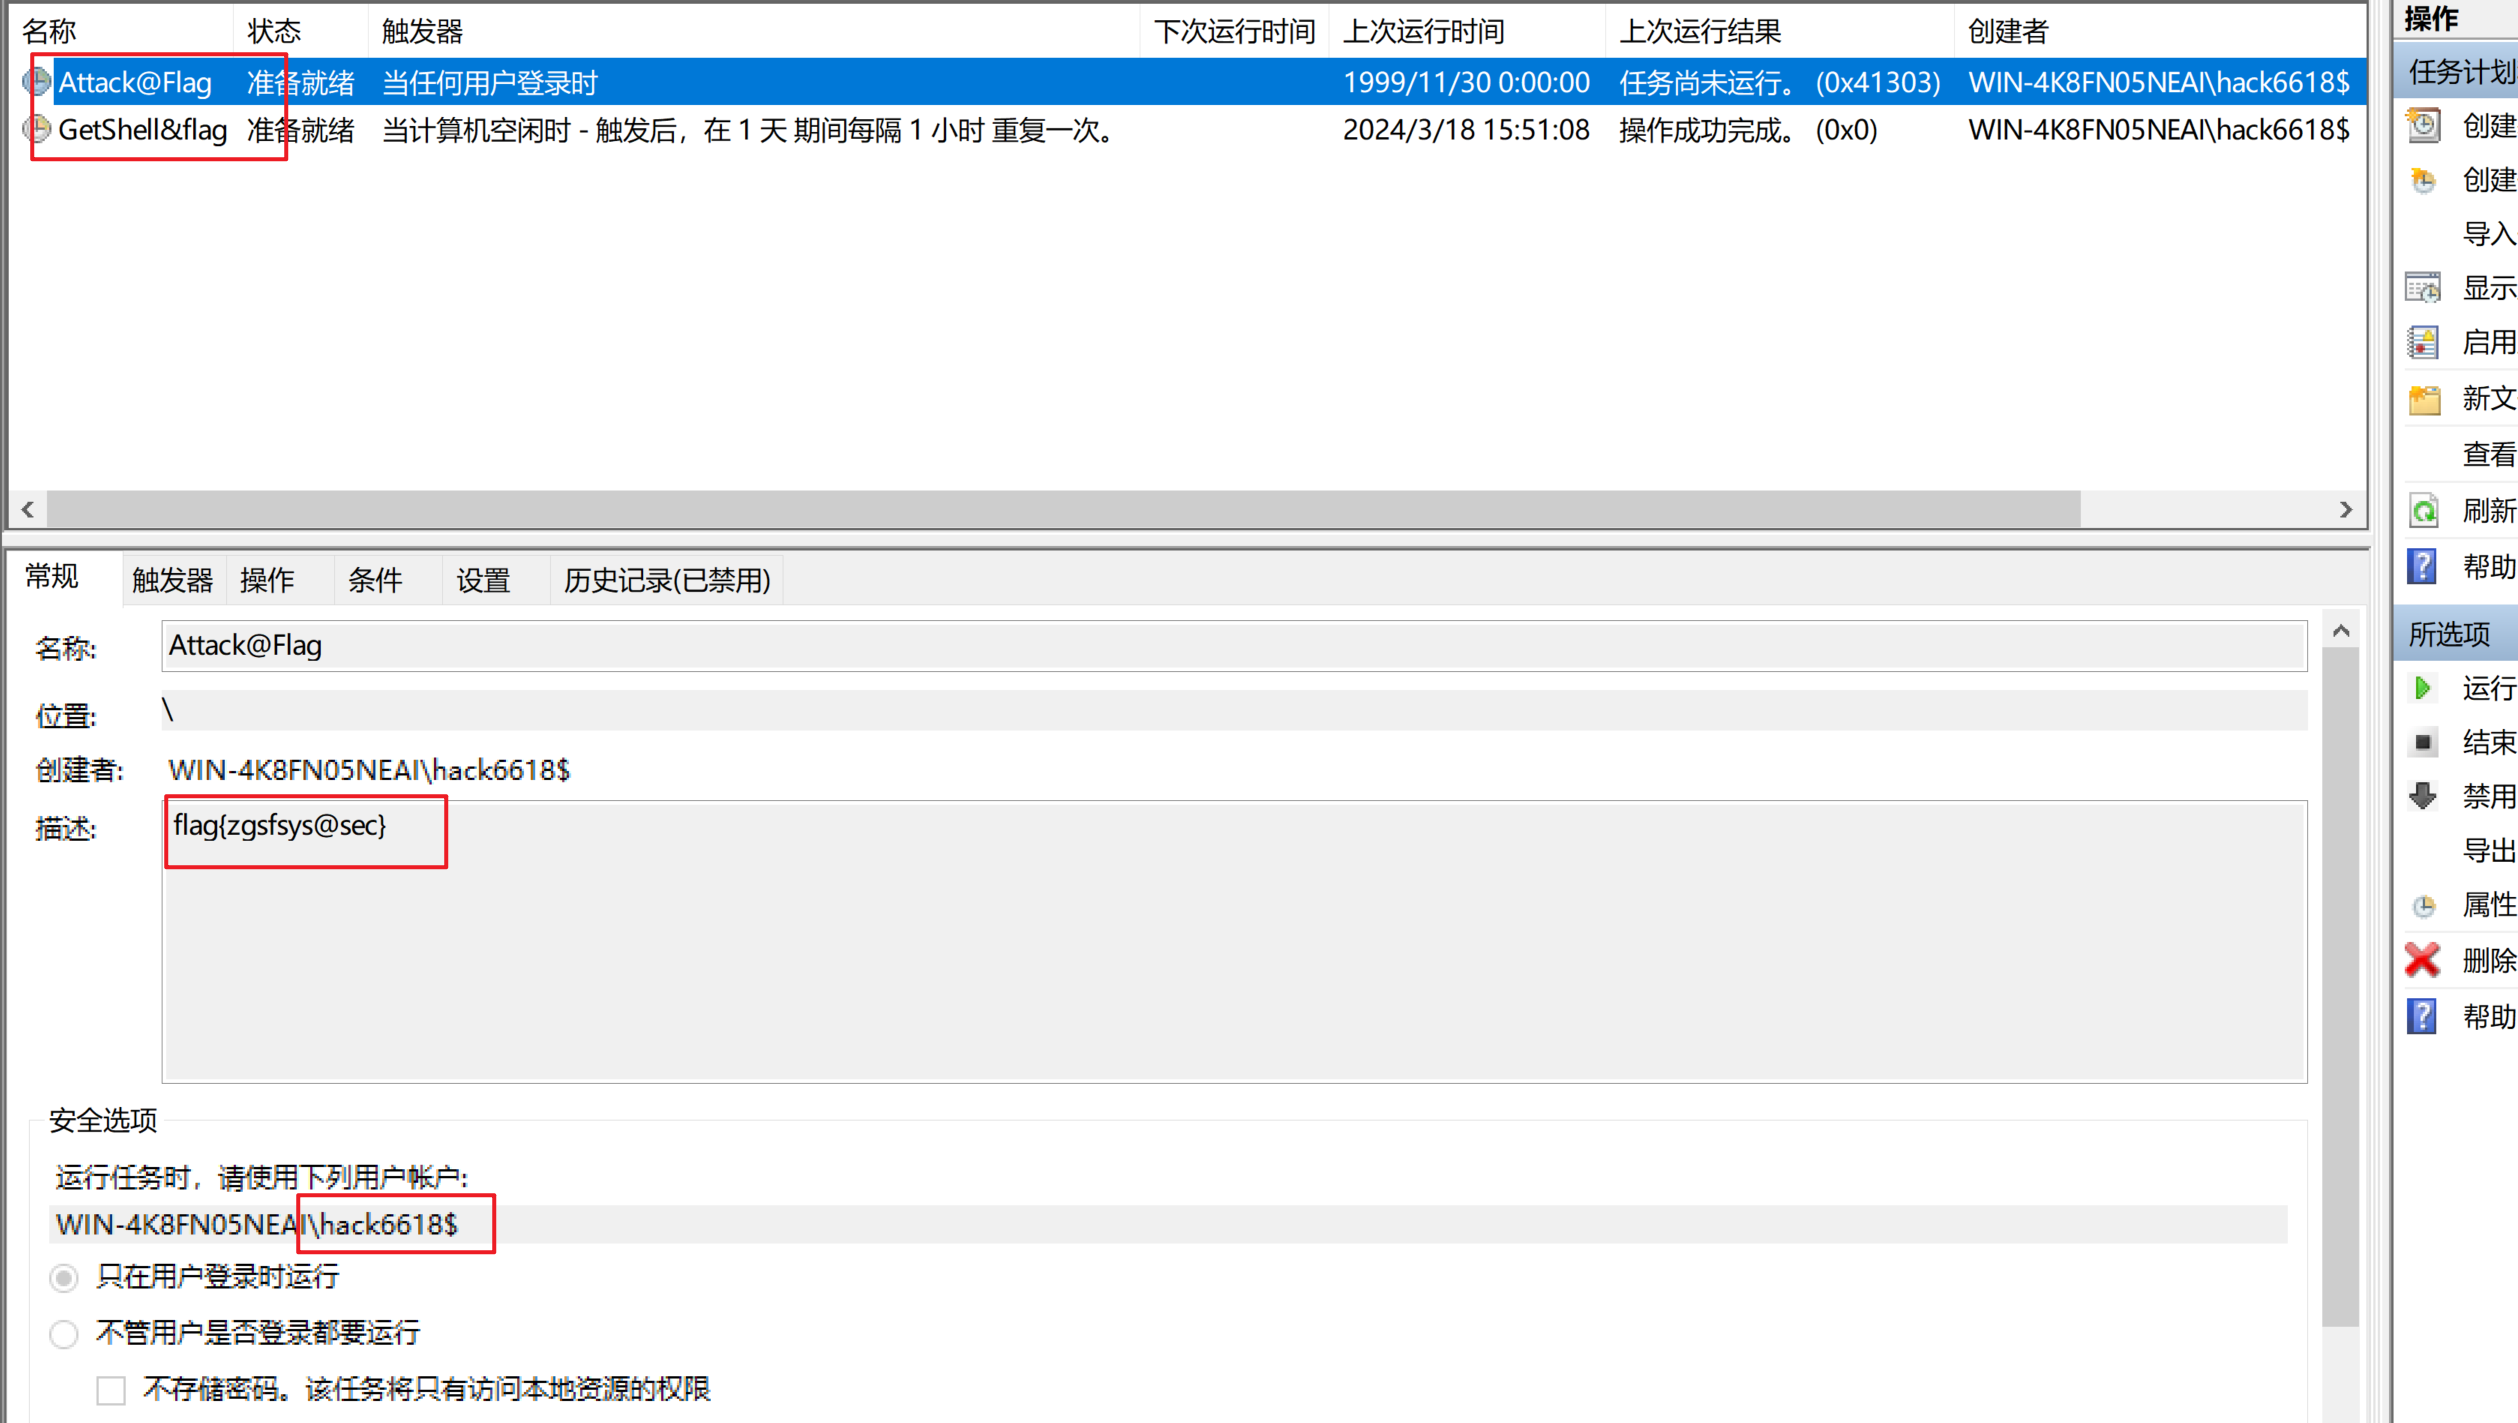 名称 状态 触发器 下次运行时间 上次运行时间 上次运行结果 创建者
Attack@Flag 准备就绪 当任何用户登录时 1999/11/30 0:00:00 任务尚未运行。 (0x41303) WIN-4K8FN05NEAI\hack6618$
GetShell&flag 准备就绪 当计算机空闲时 - 触发后，在 1 天 期间每隔 1 小时 重复一次。 2024/3/18 15:51:08 操作成功完成。 (0x0) WIN-4K8FN05NEAI\hack6618$
常规 触发器 操作 条件 设置 历史记录(已禁用)
名称: Attack@Flag
位置: \
创建者: WIN-4K8FN05NEAI\hack6618$
描述: flag{zgsfsys@sec}
安全选项
运行任务时，请使用下列用户帐户:
WIN-4K8FN05NEAI\hack6618$
只在用户登录时运行
不管用户是否登录都要运行
不存储密码。该任务将只有访问本地资源的权限
操作
任务计划
创建
创建
导入
显示
启用
新文
查看
刷新
帮助
所选项
运行
结束
禁用
导出
属性
删除
帮助